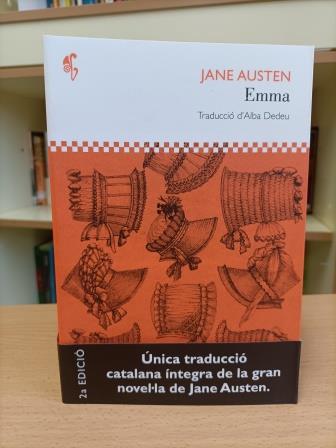 JANE AUSTEN
Emma
Traducció d'Alba Dedeu
2a EDICIÓ
Única traducció
catalana íntegra de la gran
novel·la de Jane Austen.